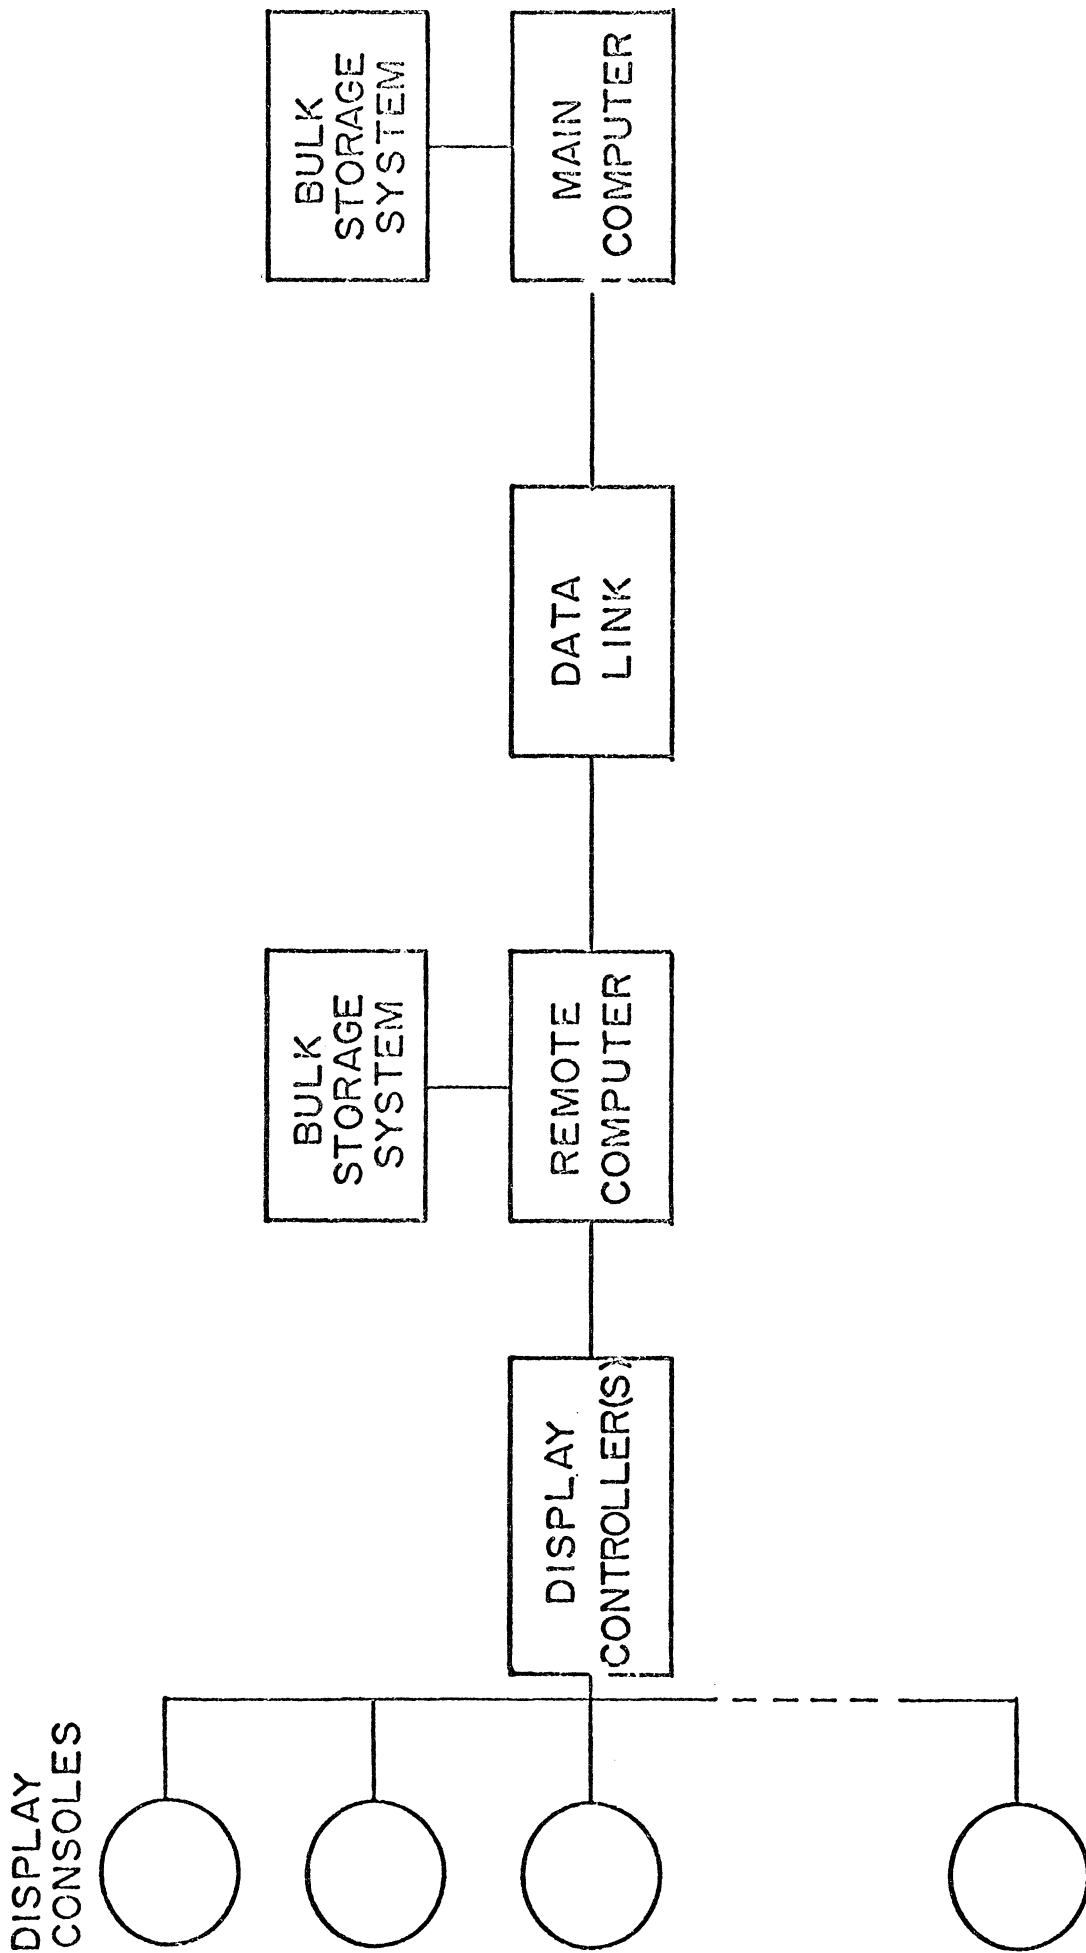 DISPLAY
CONSOLES
DISPLAY
CONTROLLER(S)
BULK
STORAGE
SYSTEM
REMOTE
COMPUTER
DATA
LINK
BULK
STORAGE
SYSTEM
MAIN
COMPUTER